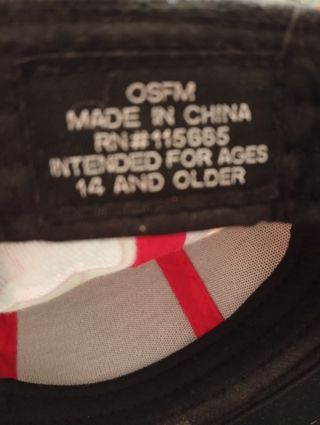 OSFM
MADE IN CHINA
RN#115665
INTENDED FOR AGES
14 AND OLDER